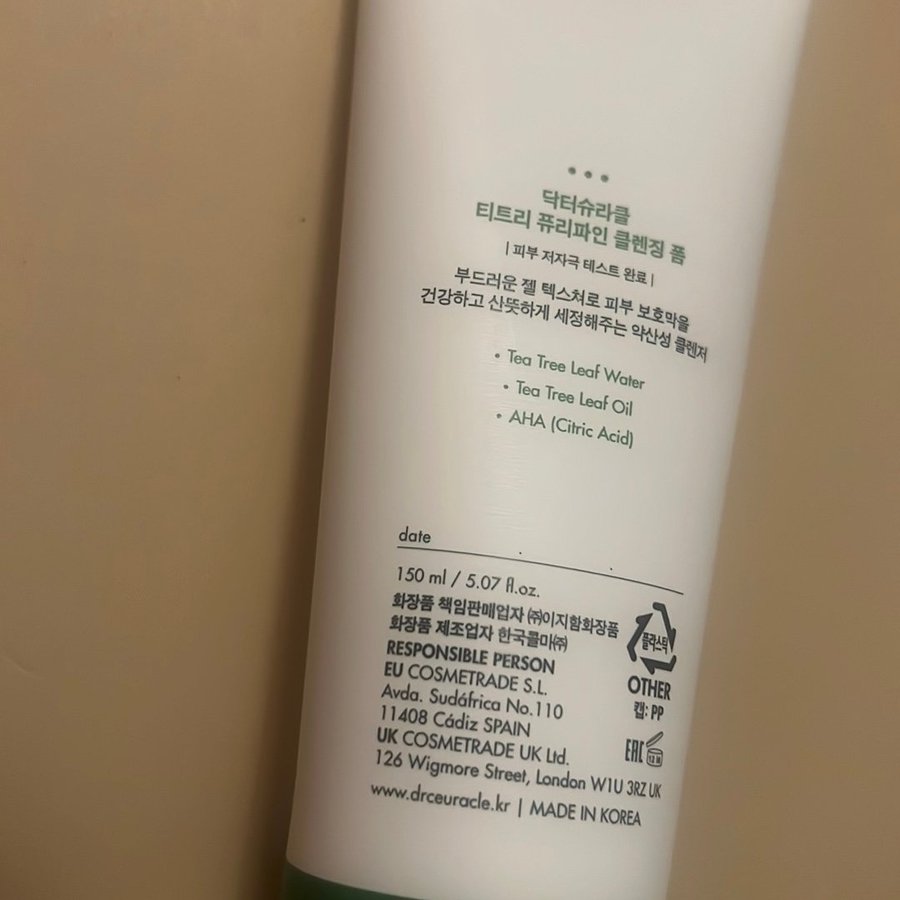 닥터슈라클
티트리 퓨리파인 클렌징 폼
| 피부 저자극 테스트 완료 |
부드러운 젤 텍스쳐로 피부 보호막을
건강하고 산뜻하게 세정해주는 약산성 클렌저
• Tea Tree Leaf Water
• Tea Tree Leaf Oil
• AHA (Citric Acid)
date
150 ml / 5.07 fl.oz.
화장품 책임판매업자 ㈜이지함화장품
화장품 제조업자 한국콜마㈜
RESPONSIBLE PERSON
EU COSMETRADE S.L.
Avda. Sudáfrica No.110
11408 Cádiz SPAIN
UK COSMETRADE UK Ltd.
126 Wigmore Street, London W1U 3RZ UK
www.drceuracle.kr | MADE IN KOREA
플라스틱
OTHER
캡: PP
EAC
12 M